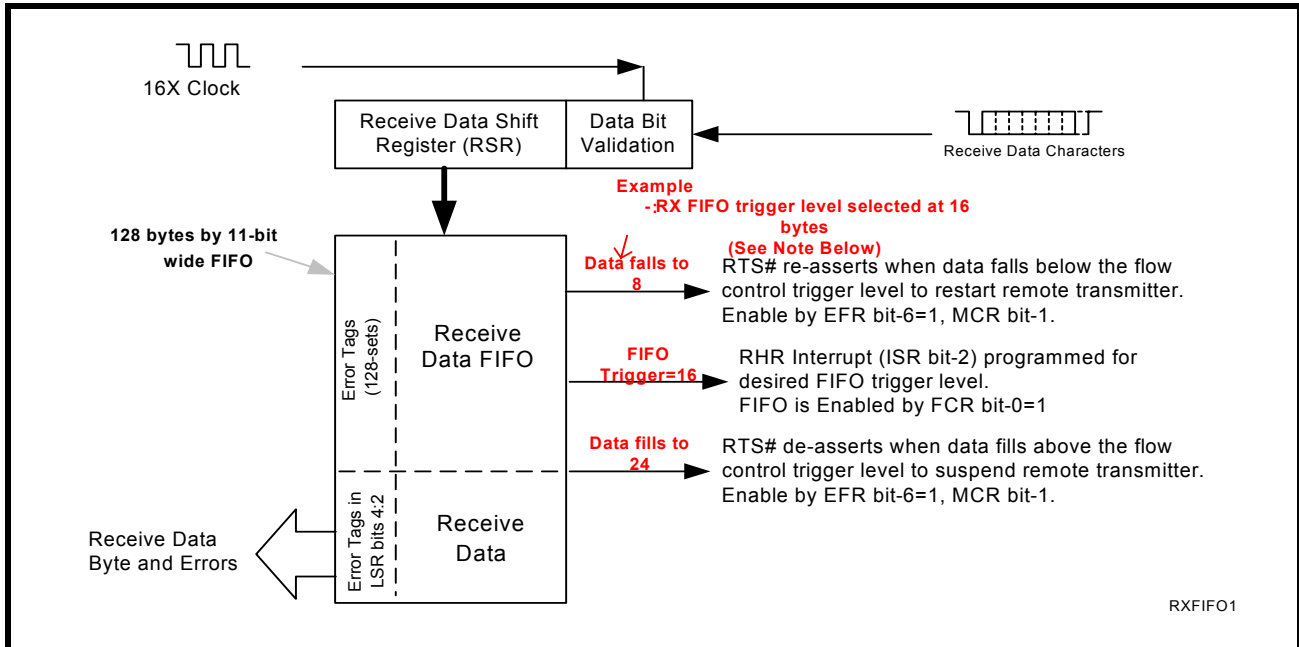 16X Clock
Receive Data Shift
Register (RSR)
Data Bit
Validation
Receive Data Characters
Example
-:RX FIFO trigger level selected at 16
bytes
(See Note Below)
128 bytes by 11-bit
wide FIFO
Data falls to
8
RTS# re-asserts when data falls below the flow
control trigger level to restart remote transmitter.
Enable by EFR bit-6=1, MCR bit-1.
Error Tags
(128-sets)
Receive
Data FIFO
FIFO
Trigger=16
RHR Interrupt (ISR bit-2) programmed for
desired FIFO trigger level.
FIFO is Enabled by FCR bit-0=1
Data fills to
24
RTS# de-asserts when data fills above the flow
control trigger level to suspend remote transmitter.
Enable by EFR bit-6=1, MCR bit-1.
Error Tags in
LSR bits 4:2
Receive
Data
Receive Data
Byte and Errors
RXFIFO1